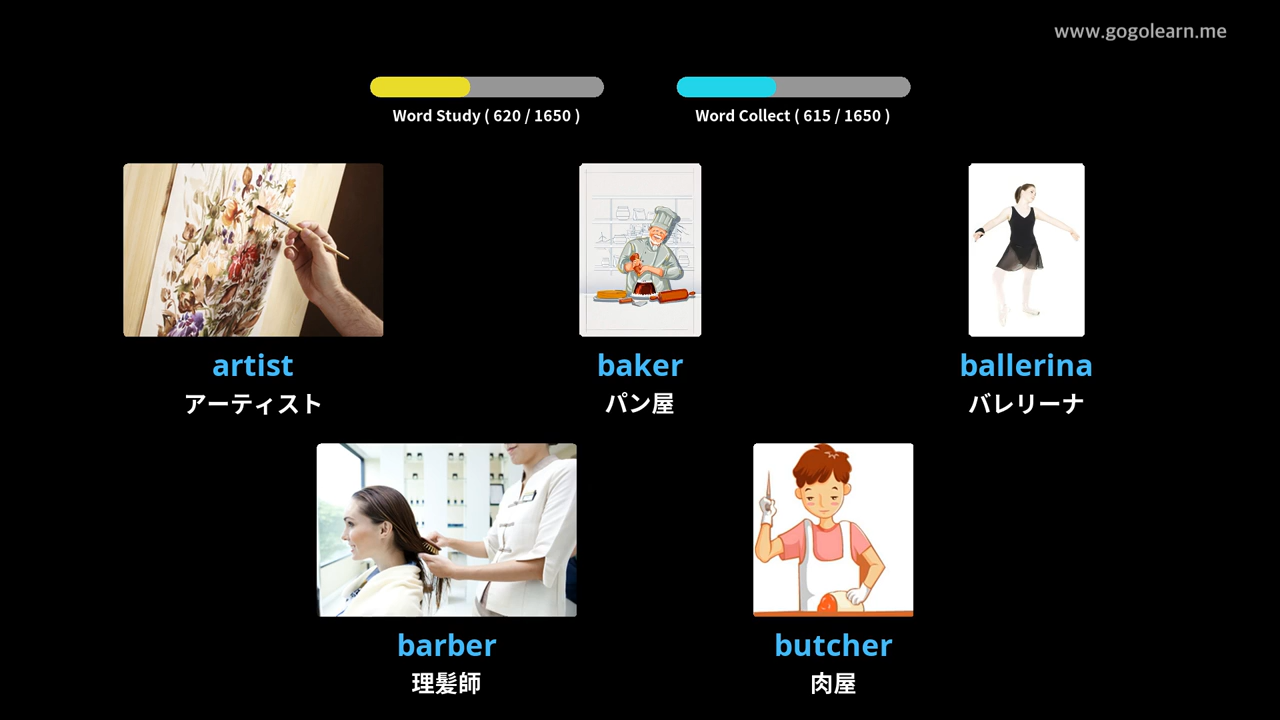 www.gogolearn.me
Word Study ( 620 / 1650 )
Word Collect ( 615 / 1650 )
artist
アーティスト
baker
パン屋
ballerina
バレリーナ
barber
理髪師
butcher
肉屋